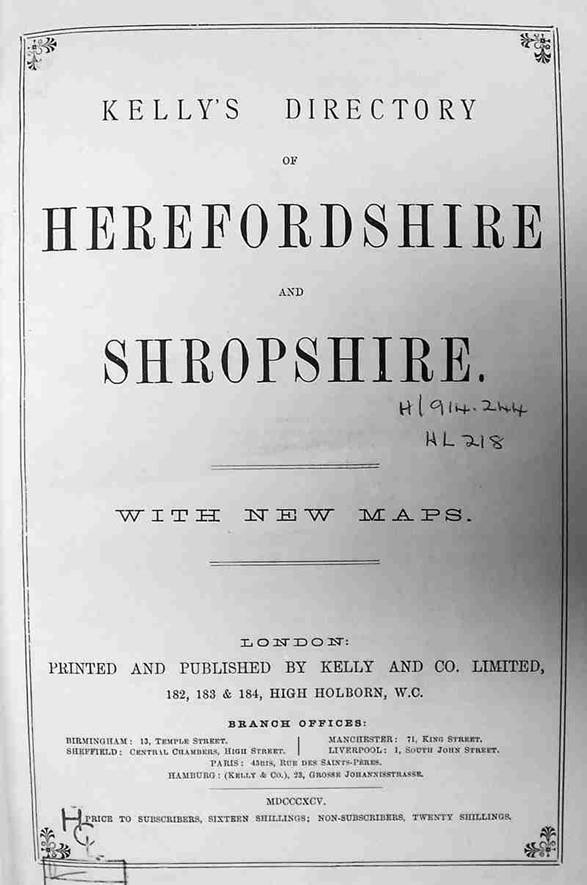 KELLY'S DIRECTORY
OF
HEREFORDSHIRE
AND
SHROPSHIRE.
H/914.244
HL218
WITH NEW MAPS.
LONDON:
PRINTED AND PUBLISHED BY KELLY AND CO. LIMITED,
182, 183 & 184, HIGH HOLBORN, W.C.
BRANCH OFFICES:
BIRMINGHAM: 13, TEMPLE STREET.
SHEFFIELD: CENTRAL CHAMBERS, HIGH STREET.
MANCHESTER: 71, KING STREET.
LIVERPOOL: 1, SOUTH JOHN STREET.
PARIS: 45BIS, RUE DES SAINTS-PÈRES.
HAMBURG: (KELLY & CO.), 23, GROSSE JOHANNISSTRASSE.
MDCCCXCV.
PRICE TO SUBSCRIBERS, SIXTEEN SHILLINGS; NON-SUBSCRIBERS, TWENTY SHILLINGS.